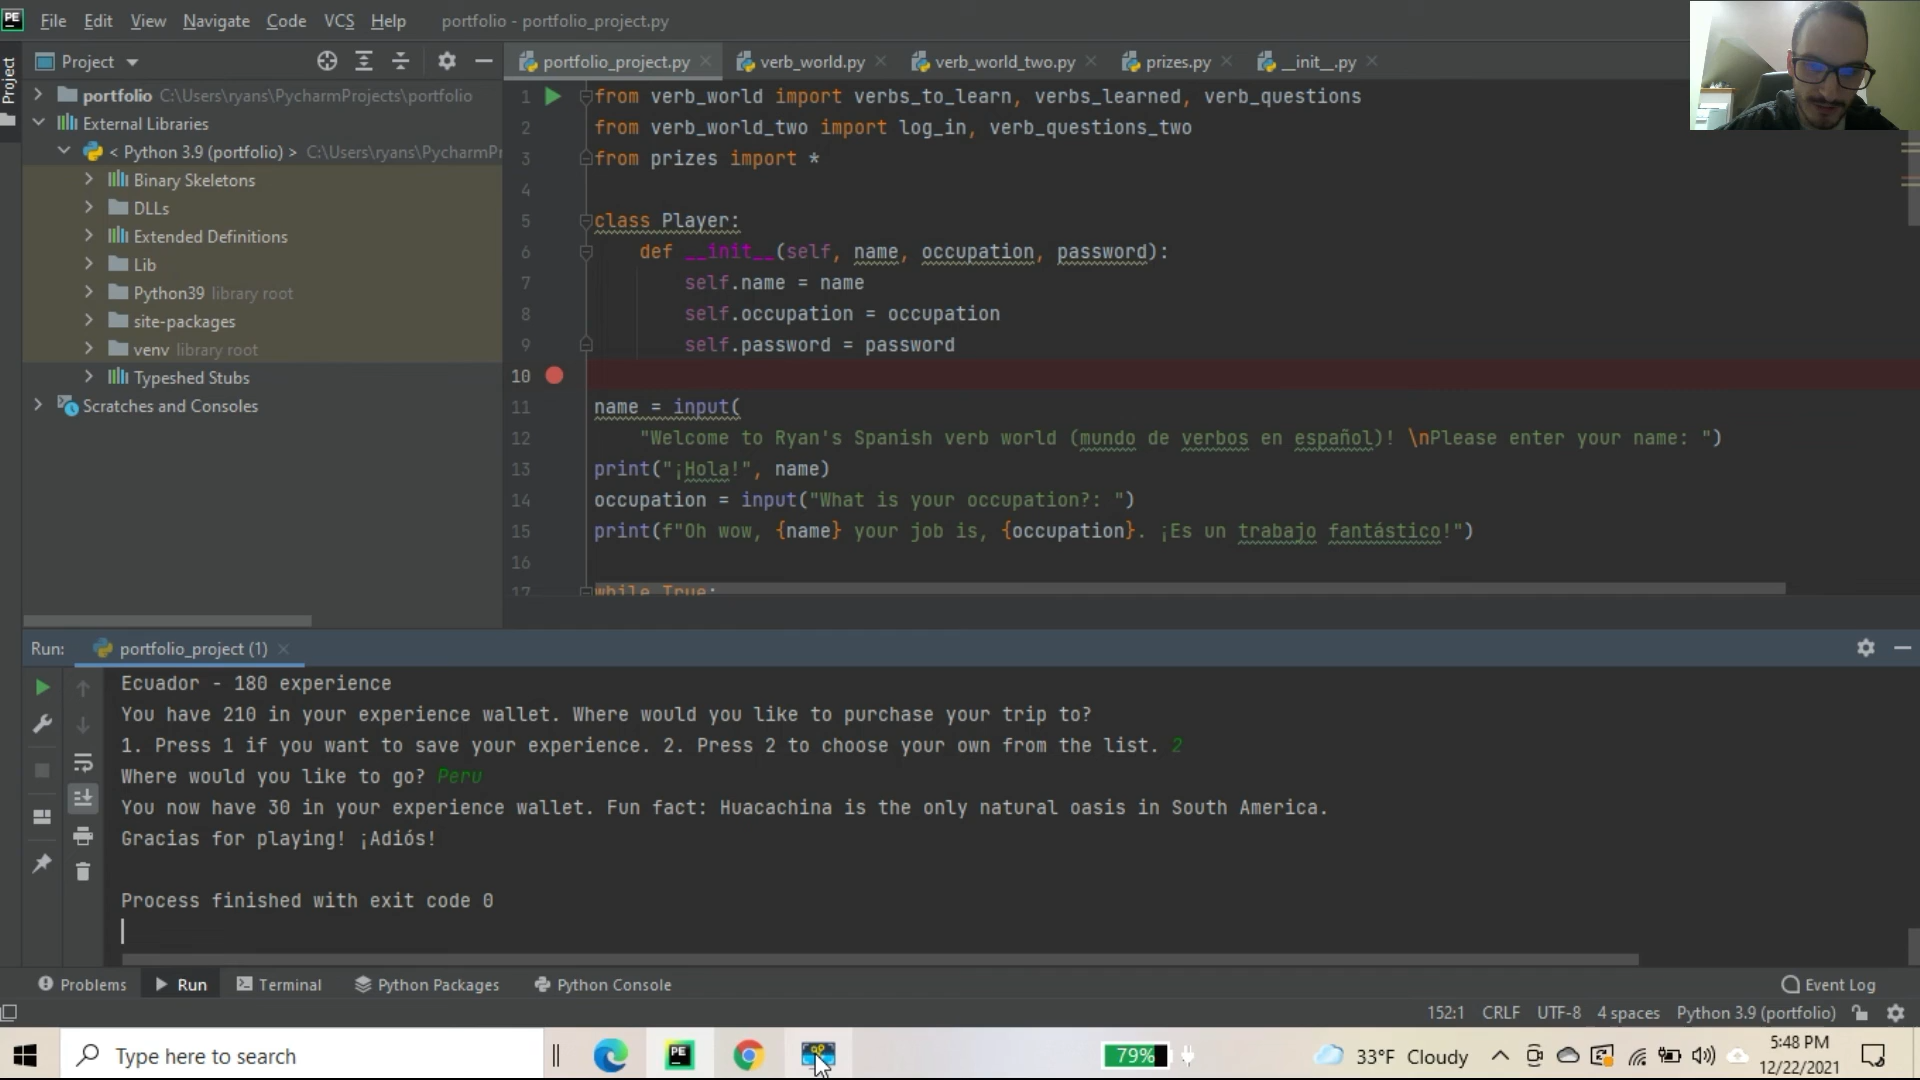 PE File Edit View Navigate Code VCS Help portfolio - portfolio_project.py
Project
Project
portfolio_project.py verb_world.py verb_world_two.py prizes.py __init__.py
portfolio C:\Users\ryans\PycharmProjects\portfolio
External Libraries
< Python 3.9 (portfolio) > C:\Users\ryans\PycharmPr
Binary Skeletons
DLLs
Extended Definitions
Lib
Python39 library root
site-packages
venv library root
Typeshed Stubs
Scratches and Consoles
1 from verb_world import verbs_to_learn, verbs_learned, verb_questions
2 from verb_world_two import log_in, verb_questions_two
3 from prizes import *
4
5 class Player:
6 def __init__(self, name, occupation, password):
7 self.name = name
8 self.occupation = occupation
9 self.password = password
10
11 name = input(
12 "Welcome to Ryan's Spanish verb world (mundo de verbos en español)! \nPlease enter your name: ")
13 print("¡Hola!", name)
14 occupation = input("What is your occupation?: ")
15 print(f"Oh wow, {name} your job is, {occupation}. ¡Es un trabajo fantástico!")
16
17 while True:
Run: portfolio_project (1)
Ecuador - 180 experience
You have 210 in your experience wallet. Where would you like to purchase your trip to?
1. Press 1 if you want to save your experience. 2. Press 2 to choose your own from the list. 2
Where would you like to go? Peru
You now have 30 in your experience wallet. Fun fact: Huacachina is the only natural oasis in South America.
Gracias for playing! ¡Adiós!
Process finished with exit code 0
Problems Run Terminal Python Packages Python Console Event Log
152:1 CRLF UTF-8 4 spaces Python 3.9 (portfolio)
Type here to search
PE
79%
33°F Cloudy
5:48 PM
12/22/2021